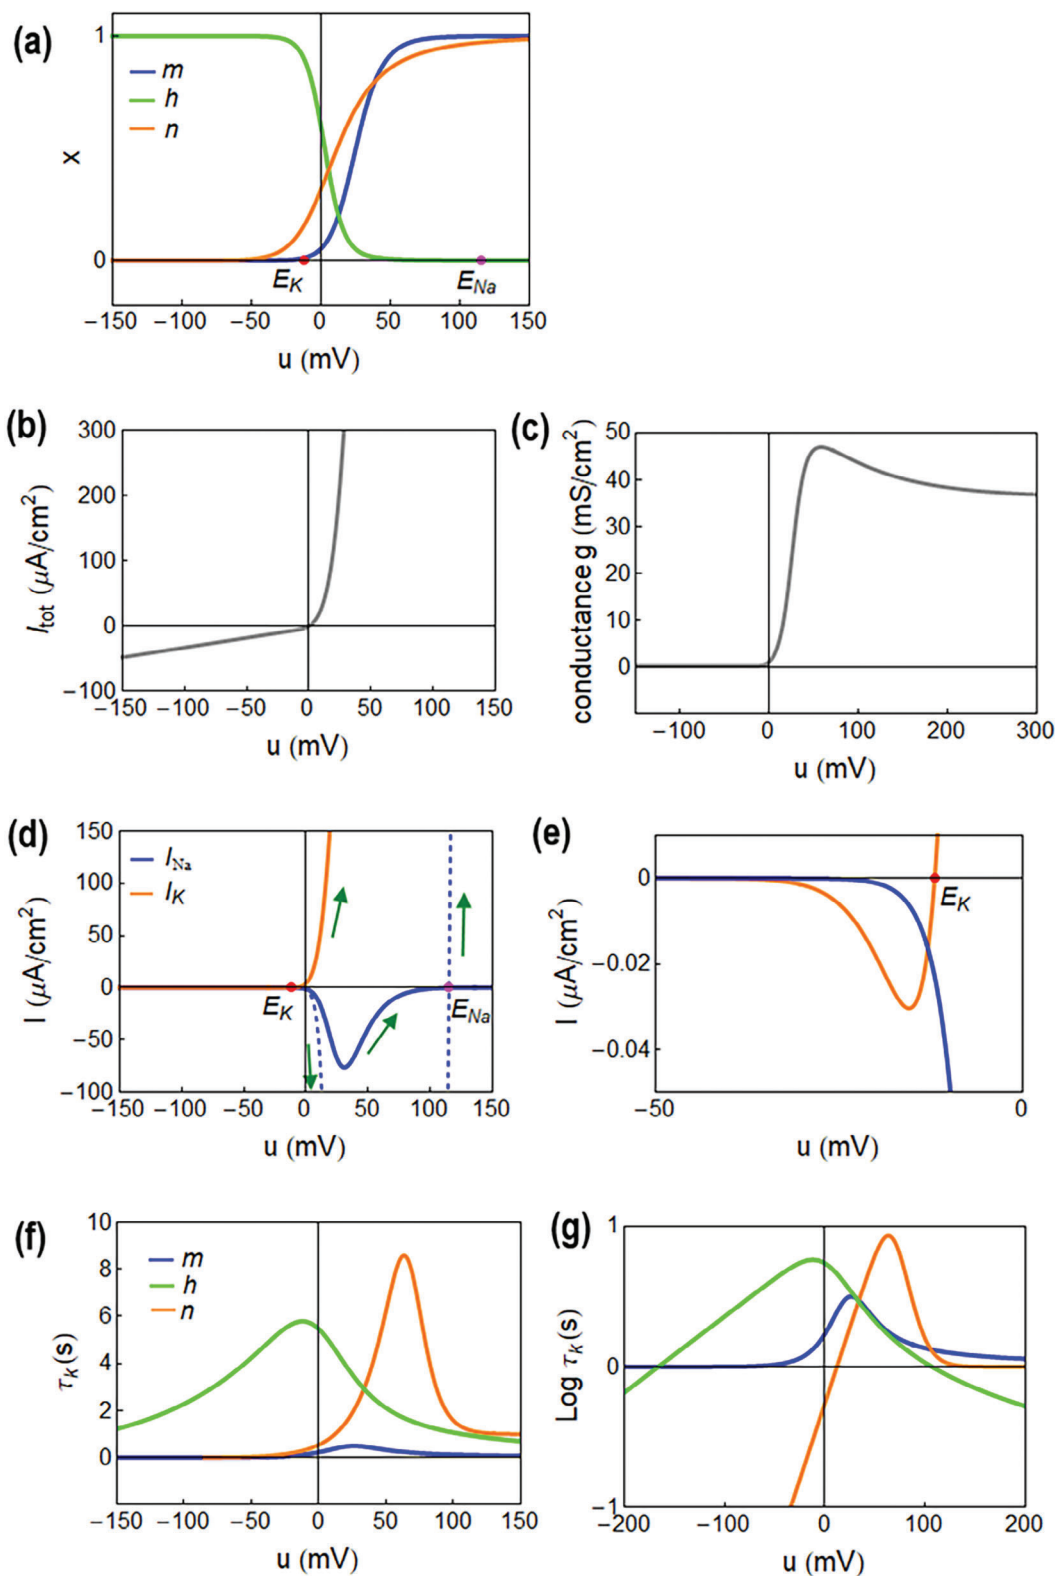 (a)
1
m
h
n
x
0
E_K
E_Na
−150 −100 −50 0 50 100 150
u (mV)
(b)
300
200
100
0
−100
I_tot (μA/cm²)
−150 −100 −50 0 50 100 150
u (mV)
(c)
50
40
30
20
10
0
conductance g (mS/cm²)
−100 0 100 200 300
u (mV)
(d)
150
100
50
0
−50
−100
I_Na
I_K
I (μA/cm²)
E_K
E_Na
−150 −100 −50 0 50 100 150
u (mV)
(e)
0
−0.02
−0.04
I (μA/cm²)
E_K
−50 0
u (mV)
(f)
10
8
6
4
2
0
m
h
n
τ_k(s)
−150 −100 −50 0 50 100 150
u (mV)
(g)
1
0
−1
Log τ_k(s)
−200 −100 0 100 200
u (mV)